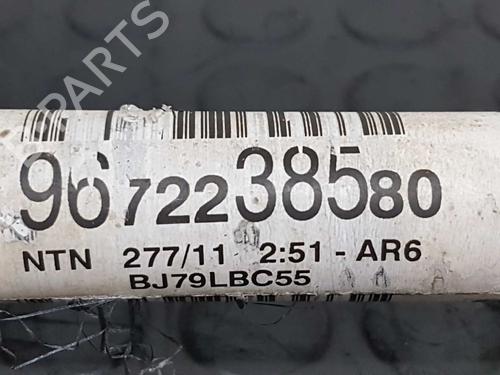 PARTS
9672238580
NTN 277/11 2:51 - AR6
BJ79LBC55